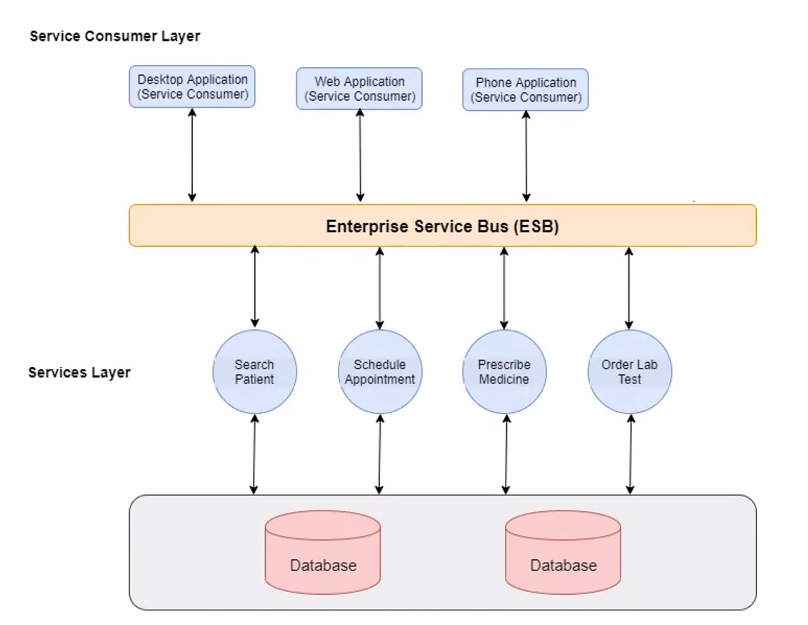 Service Consumer Layer
Desktop Application
(Service Consumer)
Web Application
(Service Consumer)
Phone Application
(Service Consumer)
Enterprise Service Bus (ESB)
Services Layer
Search
Patient
Schedule
Appointment
Prescribe
Medicine
Order Lab
Test
Database
Database